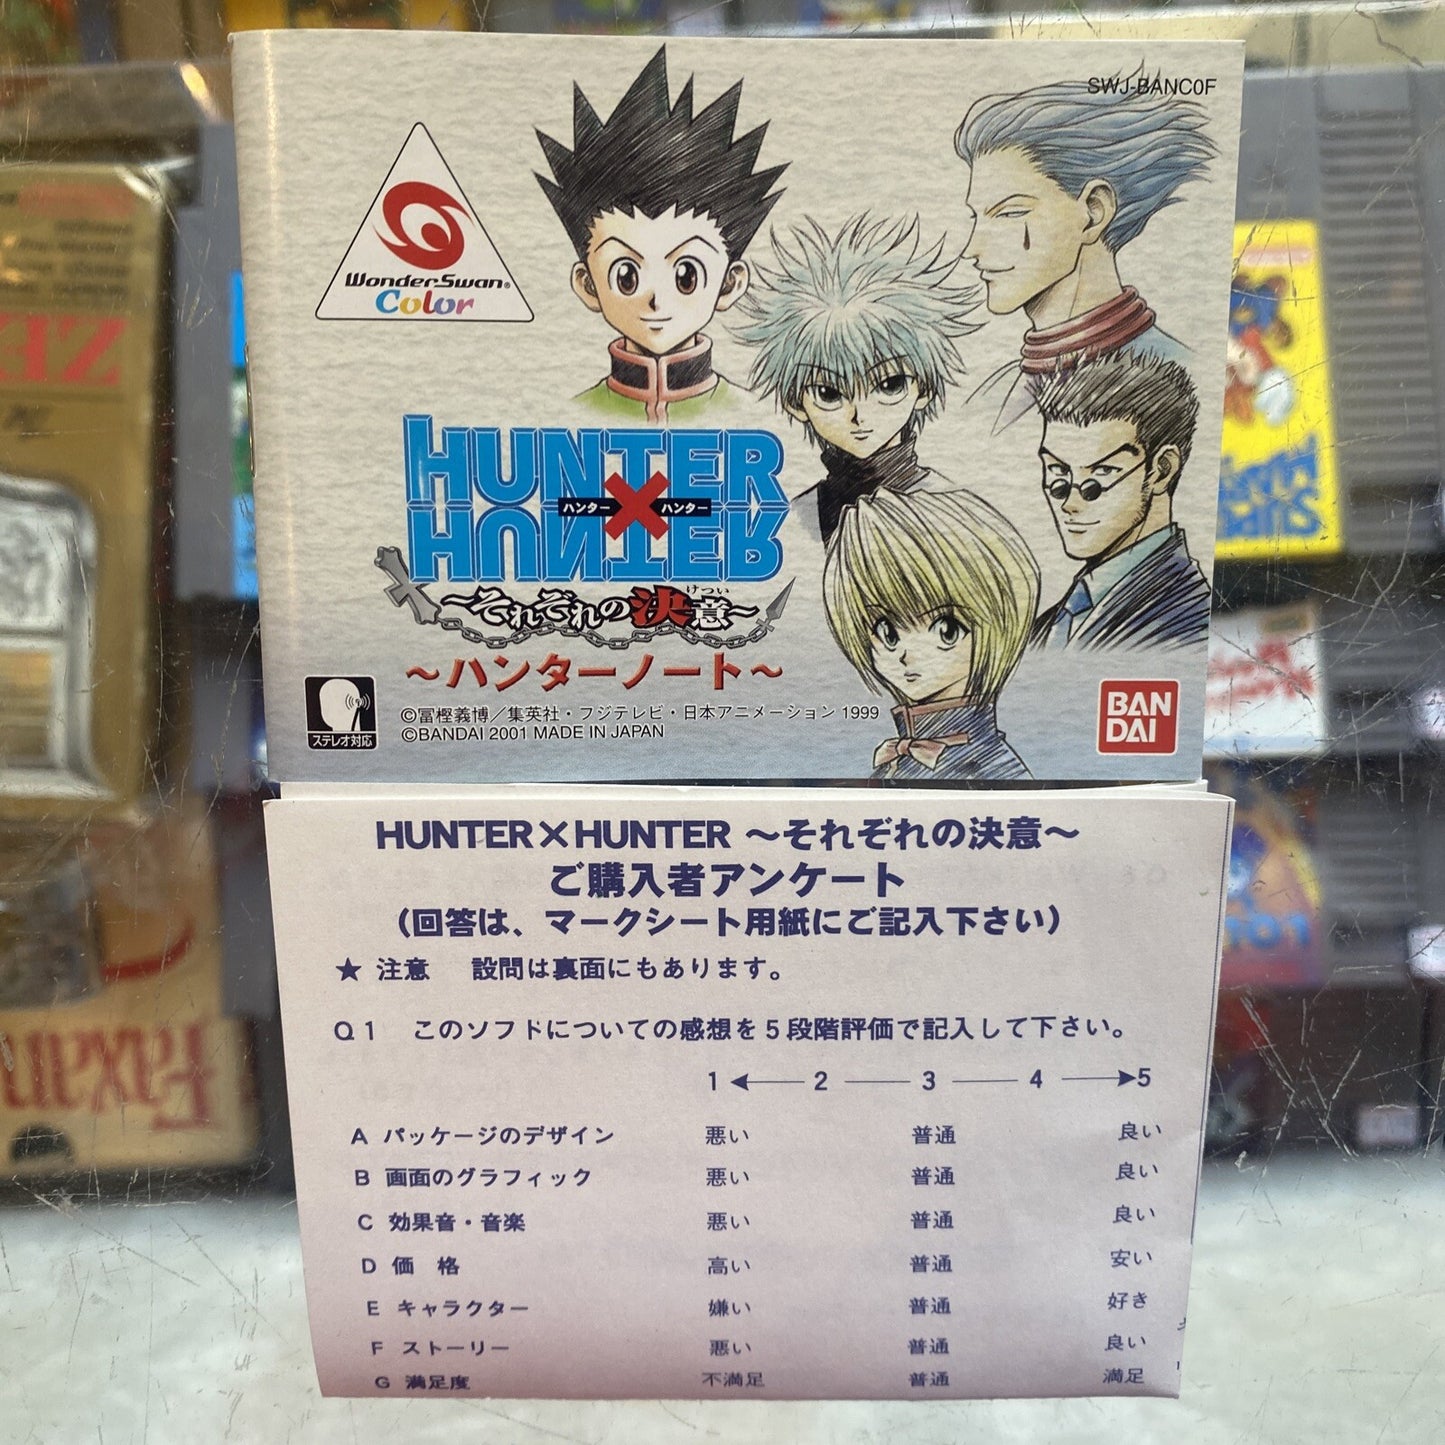 SWJ-BANC0F
WonderSwan®
Color
HUNTER
ハンター × ハンター
HUNTER
けつい
～それぞれの決意～
～ハンターノート～
ステレオ対応
©冨樫義博／集英社・フジテレビ・日本アニメーション 1999
©BANDAI 2001 MADE IN JAPAN
BAN
DAI
HUNTER×HUNTER ～それぞれの決意～
ご購入者アンケート
（回答は、マークシート用紙にご記入下さい）
★ 注意 設問は裏面にもあります。
Q1 このソフトについての感想を5段階評価で記入して下さい。
1 ◀── 2 ── 3 ── 4 ──▶5
A パッケージのデザイン 悪い 普通 良い
B 画面のグラフィック 悪い 普通 良い
C 効果音・音楽 悪い 普通 良い
D 価 格 高い 普通 安い
E キャラクター 嫌い 普通 好き
F ストーリー 悪い 普通 良い
G 満足度 不満足 普通 満足
Faxan